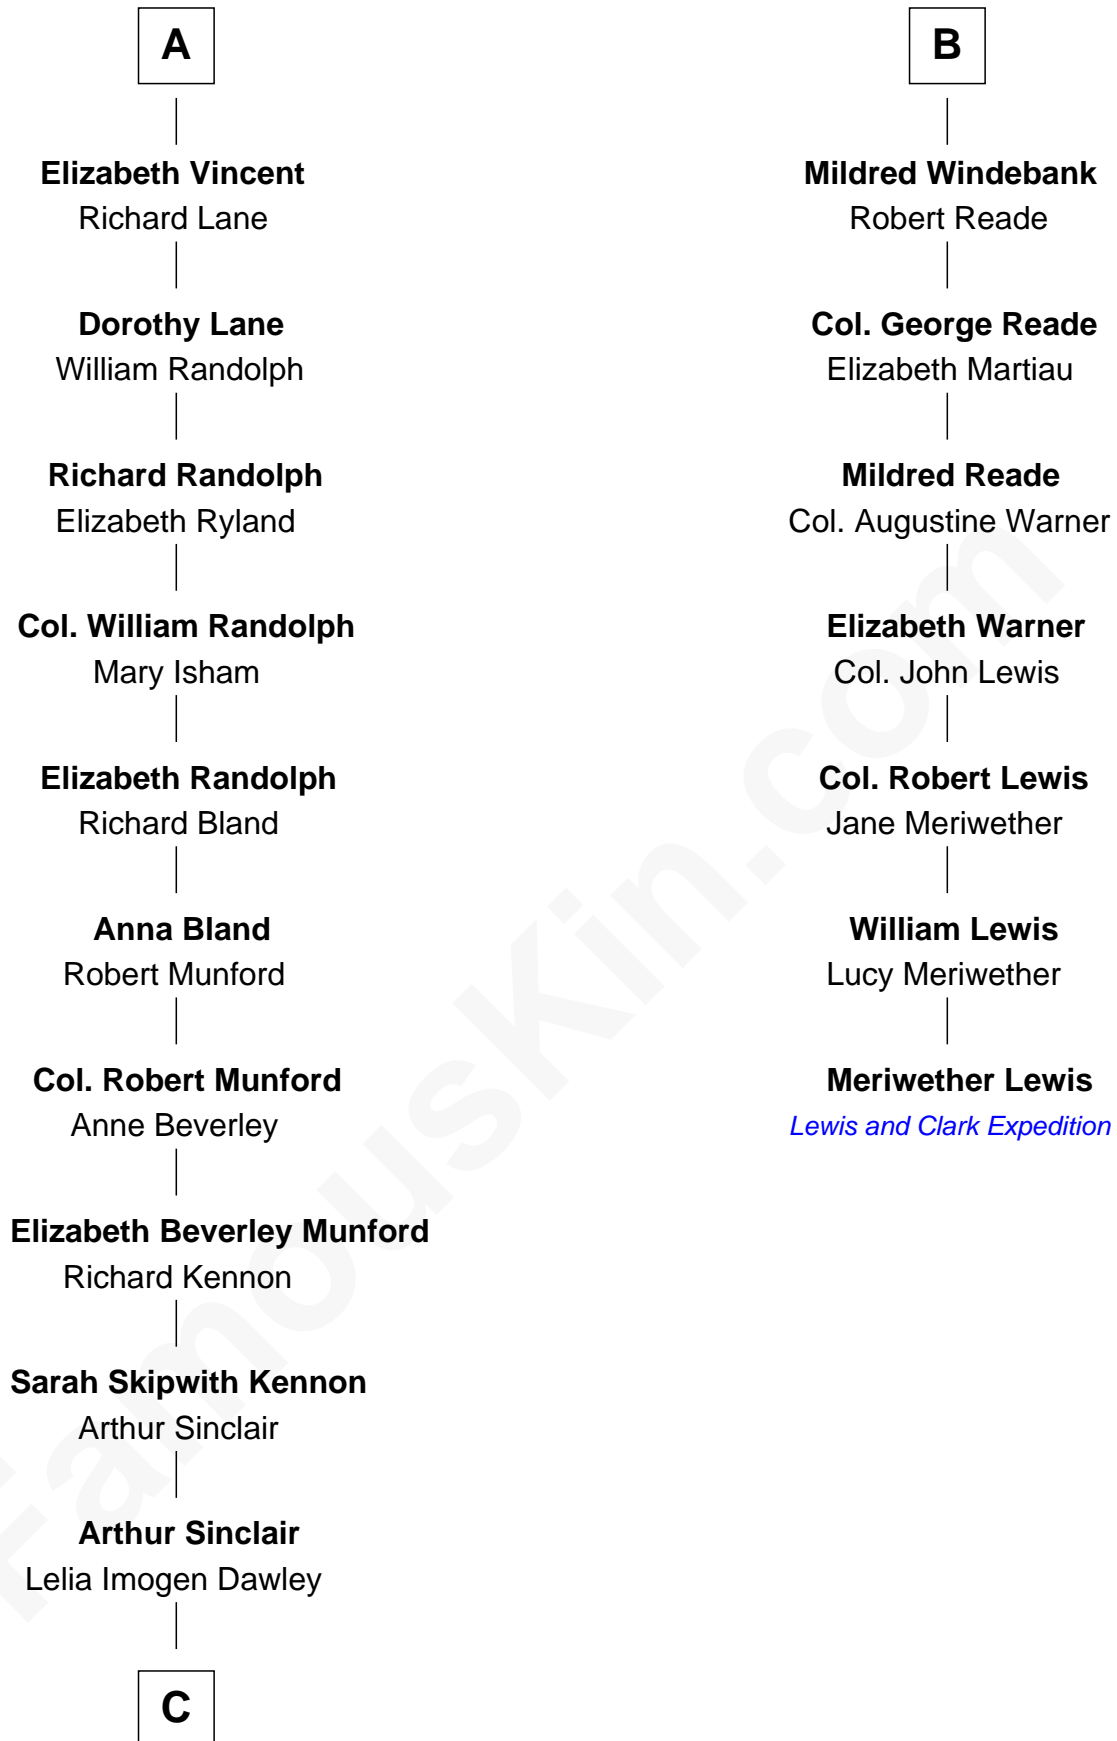 A
Elizabeth Vincent
Richard Lane
Dorothy Lane
William Randolph
Richard Randolph
Elizabeth Ryland
Col. William Randolph
Mary Isham
Elizabeth Randolph
Richard Bland
Anna Bland
Robert Munford
Col. Robert Munford
Anne Beverley
Elizabeth Beverley Munford
Richard Kennon
Sarah Skipwith Kennon
Arthur Sinclair
Arthur Sinclair
Lelia Imogen Dawley
C
B
Mildred Windebank
Robert Reade
Col. George Reade
Elizabeth Martiau
Mildred Reade
Col. Augustine Warner
Elizabeth Warner
Col. John Lewis
Col. Robert Lewis
Jane Meriwether
William Lewis
Lucy Meriwether
Meriwether Lewis
Lewis and Clark Expedition
FamousKin.com